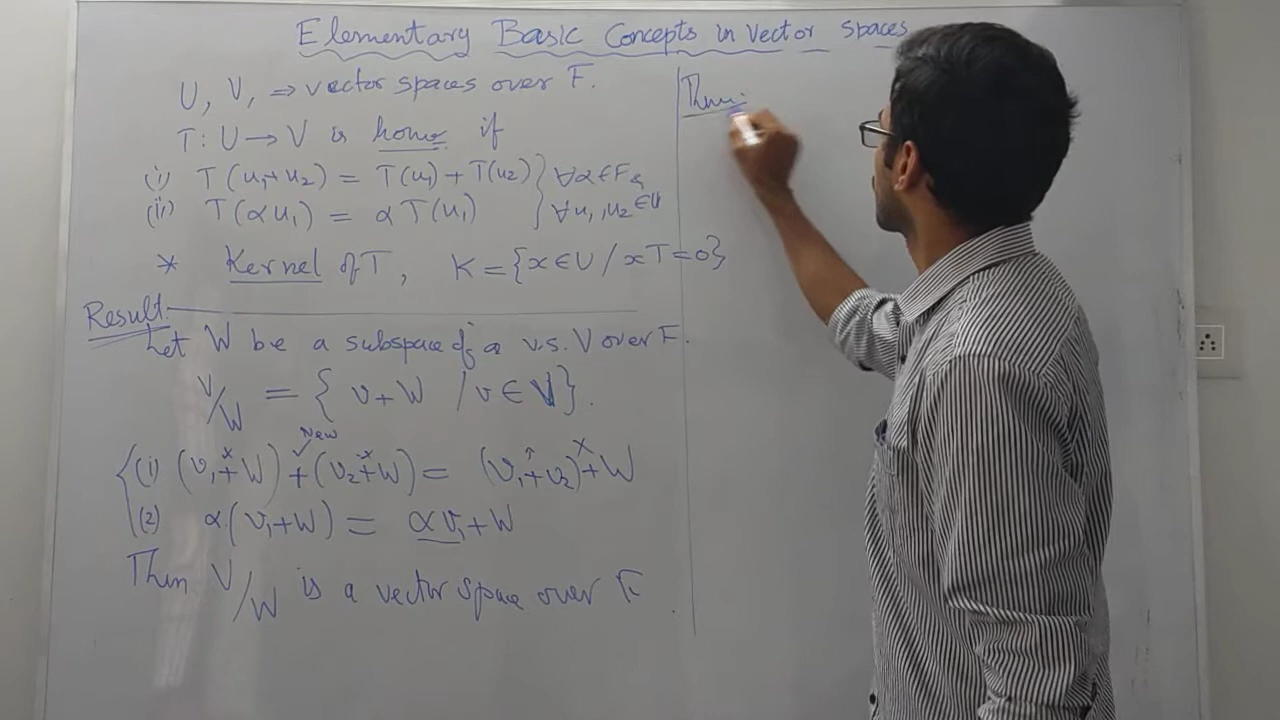 Elementary Basic Concepts in Vector Spaces
U, V, ⇒ vector spaces over F.
T: U → V is homo if
(i) T(u₁+u₂) = T(u₁) + T(u₂) } ∀α∈F &
(ii) T(αu₁) = α T(u₁) } ∀u₁, u₂ ∈ U
* Kernel of T, K = {x∈U / xT = 0}
Result:
Let W be a subspace of a v.s. V over F.
V/W = { v+W / v∈V }.
New
{ (i) (v₁+W) + (v₂+W) = (v₁+v₂)+W
(2) α(v₁+W) = αv₁+W
Then V/W is a vector space over F.
Thm: